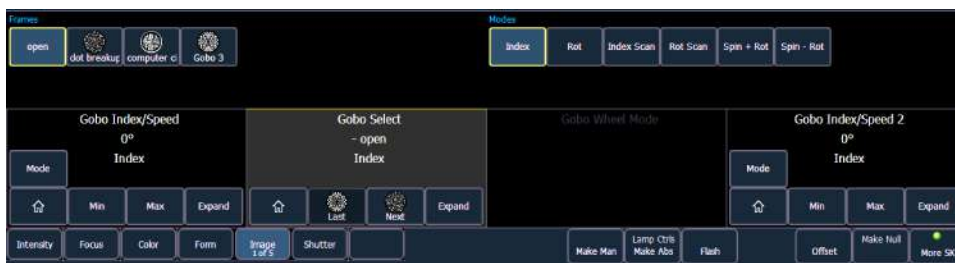 Frames
Modes
open
dot breakup
computer ci
Gobo 3
Index
Rot
Index Scan
Rot Scan
Spin + Rot
Spin - Rot
Gobo Index/Speed
0°
Index
Mode
Min
Max
Expand
Gobo Select
- open
Index
Last
Next
Expand
Gobo Wheel Mode
Gobo Index/Speed 2
0°
Index
Mode
Min
Max
Expand
Intensity
Focus
Color
Form
Image
1 of 5
Shutter
Make Man
Lamp Ctrls
Make Abs
Flash
Offset
Make Null
More SK